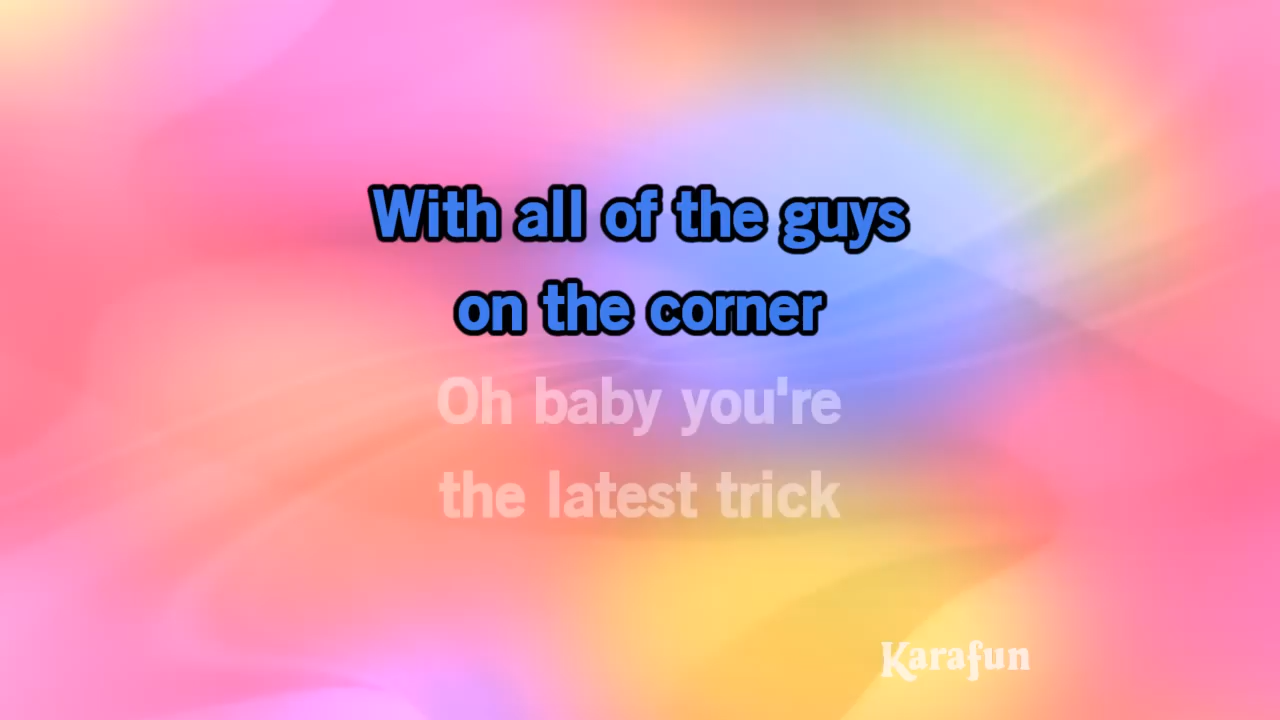 With all of the guys
on the corner
Oh baby you're
the latest trick
Karafun